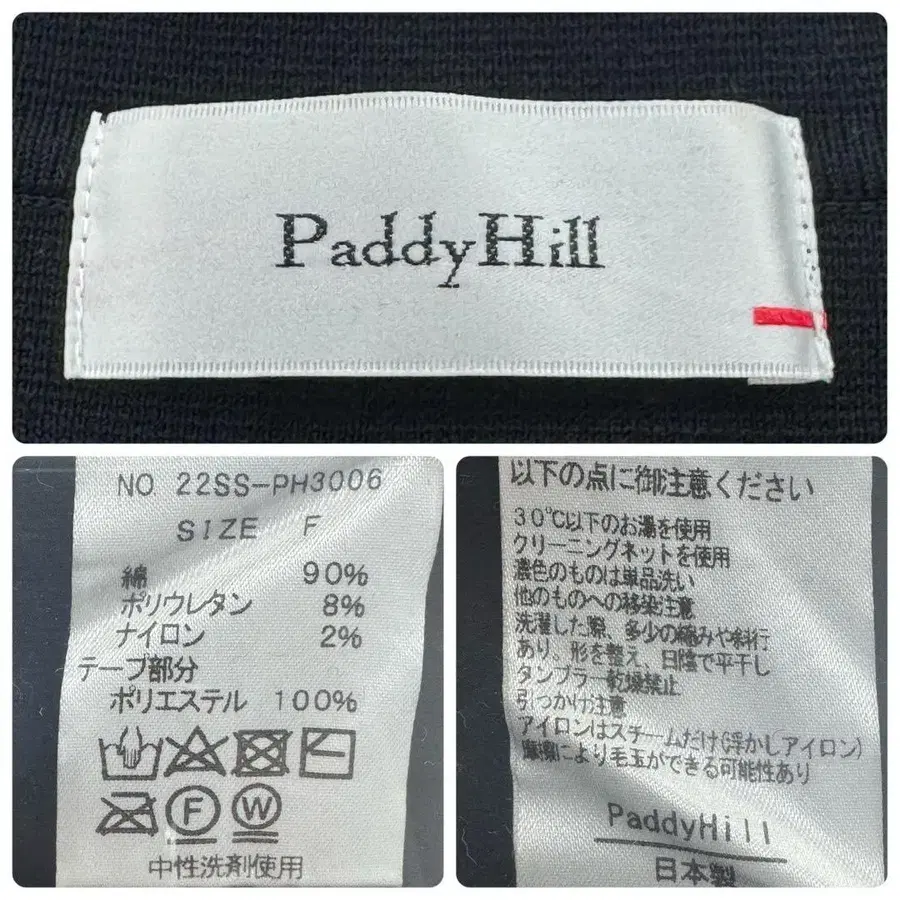 PaddyHill
NO. 22SS-PH3006
SIZE F
綿 90%
ポリウレタン 8%
ナイロン 2%
テープ部分
ポリエステル 100%
F W
中性洗剤使用
以下の点に御注意ください
30℃以下のお湯を使用
クリーニングネットを使用
濃色のものは単品洗い
他のものへの移染注意
洗濯した際、多少の縮みや斜行
あり、形を整え、日陰で平干し
タンブラー乾燥禁止
引っかけ注意
アイロンはスチームだけ(浮かしアイロン)
摩擦により毛玉ができる可能性あり
PaddyHill
日本製